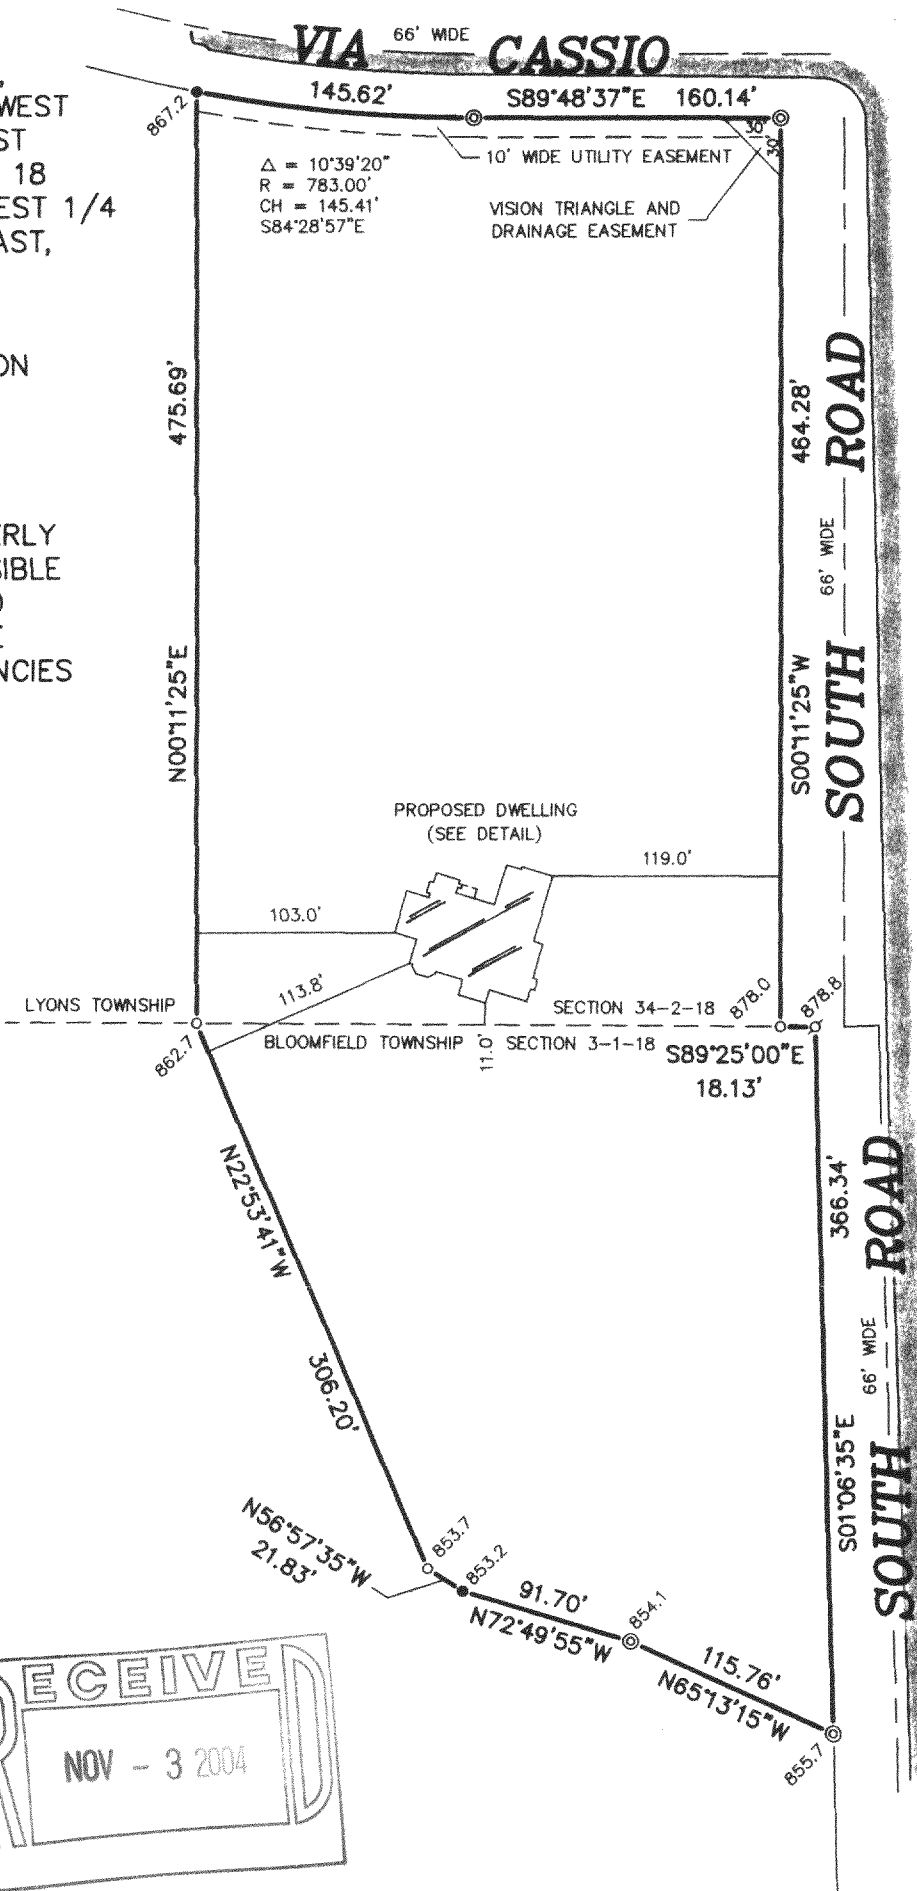 VIA 66' WIDE CASSIO
WEST
ST
18
EST 1/4
AST,
ON
ERLY
SIBLE
NCIES
867.2
145.62'
S89°48'37"E 160.14'
30'
30'
10' WIDE UTILITY EASEMENT
Δ = 10°39'20"
R = 783.00'
CH = 145.41'
S84°28'57"E
VISION TRIANGLE AND
DRAINAGE EASEMENT
475.69'
N00°11'25"E
464.28'
S00°11'25"W
SOUTH 66' WIDE ROAD
PROPOSED DWELLING
(SEE DETAIL)
119.0'
103.0'
113.8'
LYONS TOWNSHIP
SECTION 34-2-18
878.0
878.8
862.7
BLOOMFIELD TOWNSHIP
11.0'
SECTION 3-1-18
S89°25'00"E
18.13'
N22°53'41"W
306.20'
366.34'
S01°06'35"E
SOUTH 66' WIDE ROAD
N56°57'35"W
21.83'
853.7
853.2
91.70'
N72°49'55"W
854.1
115.76'
N65°13'15"W
855.7
RECEIVED
NOV - 3 2004